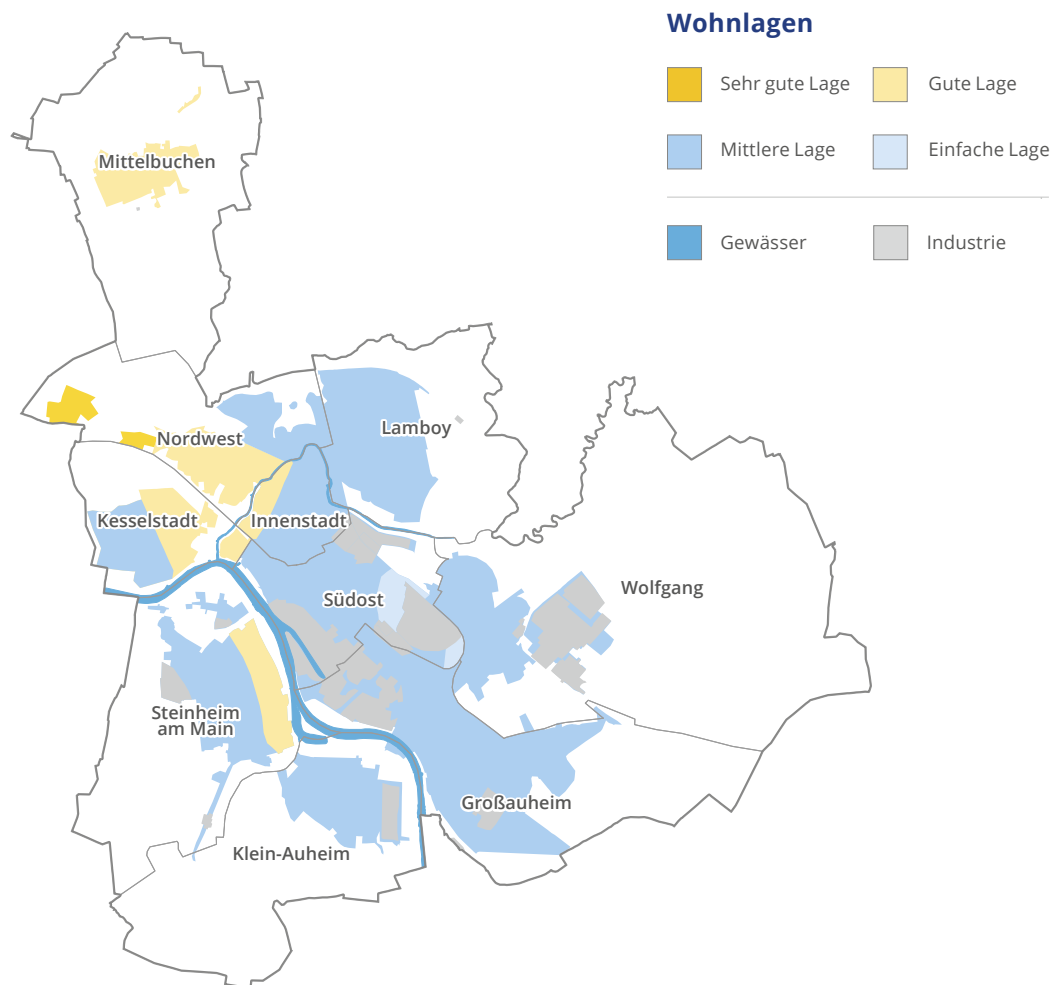 Wohnlagen
Sehr gute Lage
Gute Lage
Mittlere Lage
Einfache Lage
Gewässer
Industrie
Mittelbuchen
Nordwest
Lamboy
Kesselstadt
Innenstadt
Südost
Wolfgang
Steinheim
am Main
Großauheim
Klein-Auheim